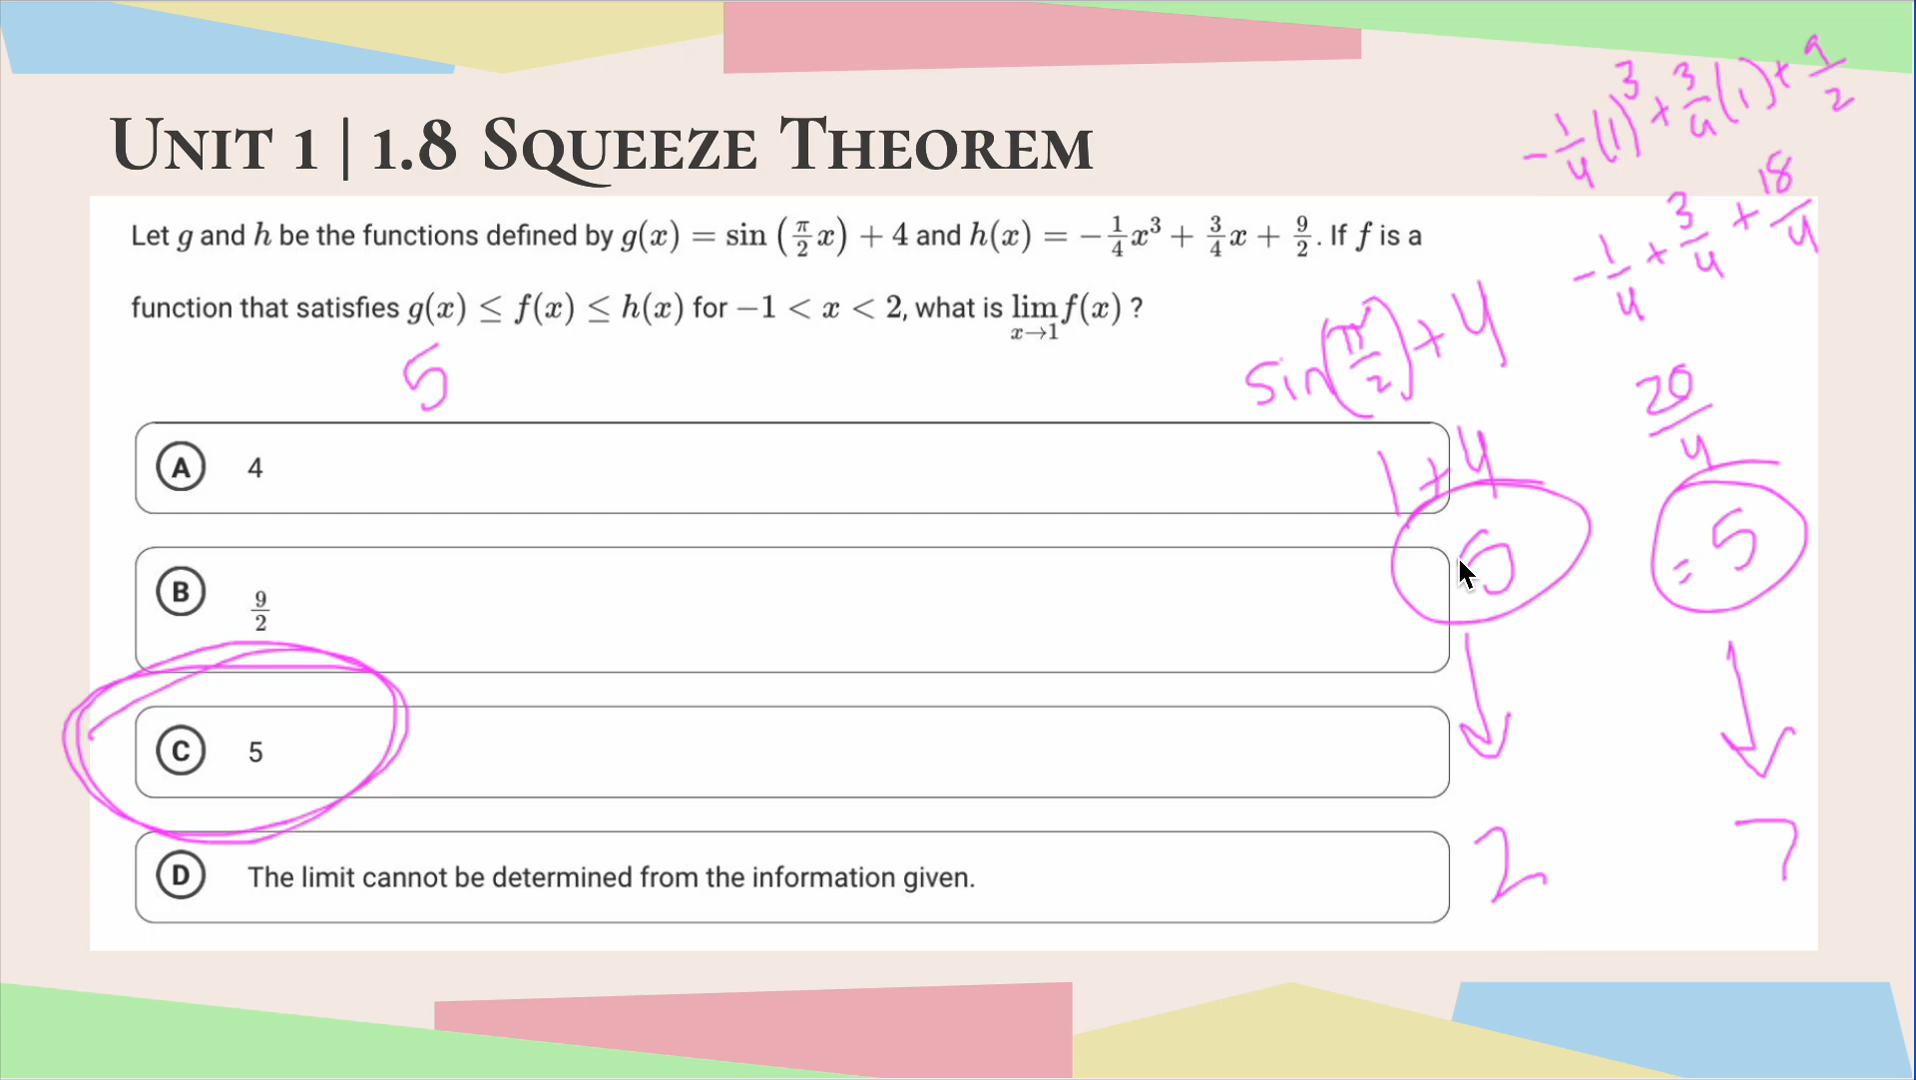 UNIT 1 | 1.8 SQUEEZE THEOREM
-1/4(1)^3 + 3/4(1) + 9/2
-1/4 + 3/4 + 18/4
Let g and h be the functions defined by g(x) = sin (π/2 x) + 4 and h(x) = −1/4 x³ + 3/4 x + 9/2. If f is a
function that satisfies g(x) ≤ f(x) ≤ h(x) for −1 < x < 2, what is lim x→1 f(x) ?
5
sin(π/2) + 4
20/4
1+4
5
= 5
A 4
B 9/2
C 5
D The limit cannot be determined from the information given.
2
7